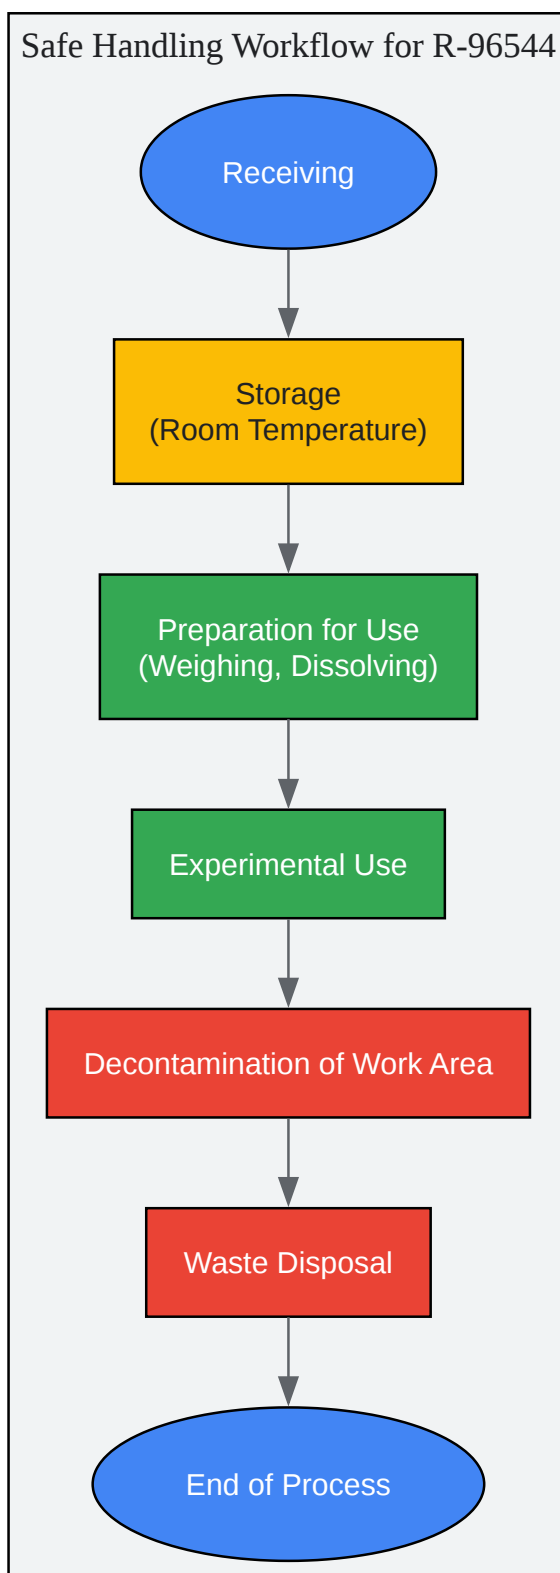 Safe Handling Workflow for R-96544
Receiving
Storage
(Room Temperature)
Preparation for Use
(Weighing, Dissolving)
Experimental Use
Decontamination of Work Area
Waste Disposal
End of Process